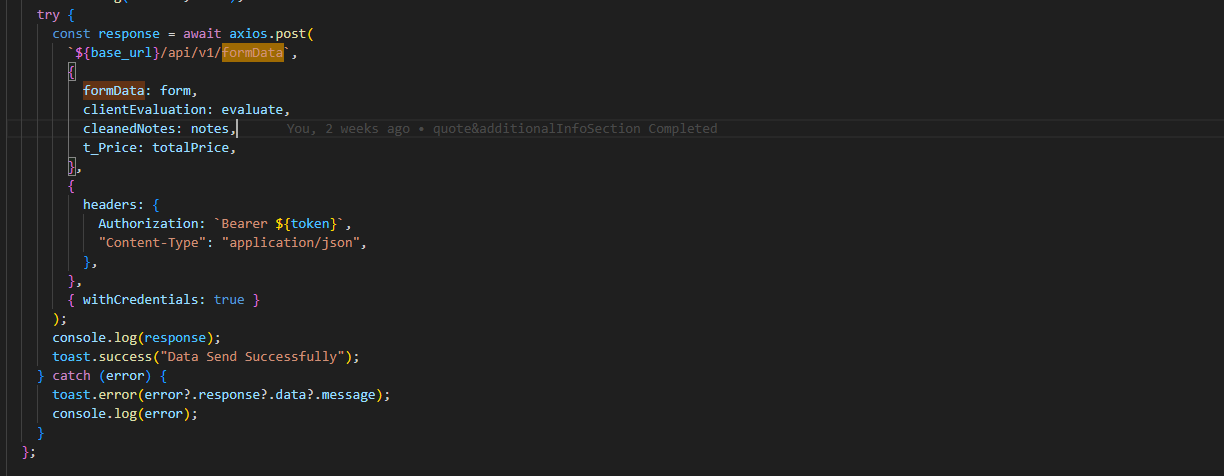 try {
const response = await axios.post(
`${base_url}/api/v1/formData`,
{
formData: form,
clientEvaluation: evaluate,
cleanedNotes: notes, You, 2 weeks ago • quote&additionalInfoSection Completed
t_Price: totalPrice,
},
{
headers: {
Authorization: `Bearer ${token}`,
"Content-Type": "application/json",
},
},
{ withCredentials: true }
);
console.log(response);
toast.success("Data Send Successfully");
} catch (error) {
toast.error(error?.response?.data?.message);
console.log(error);
}
};